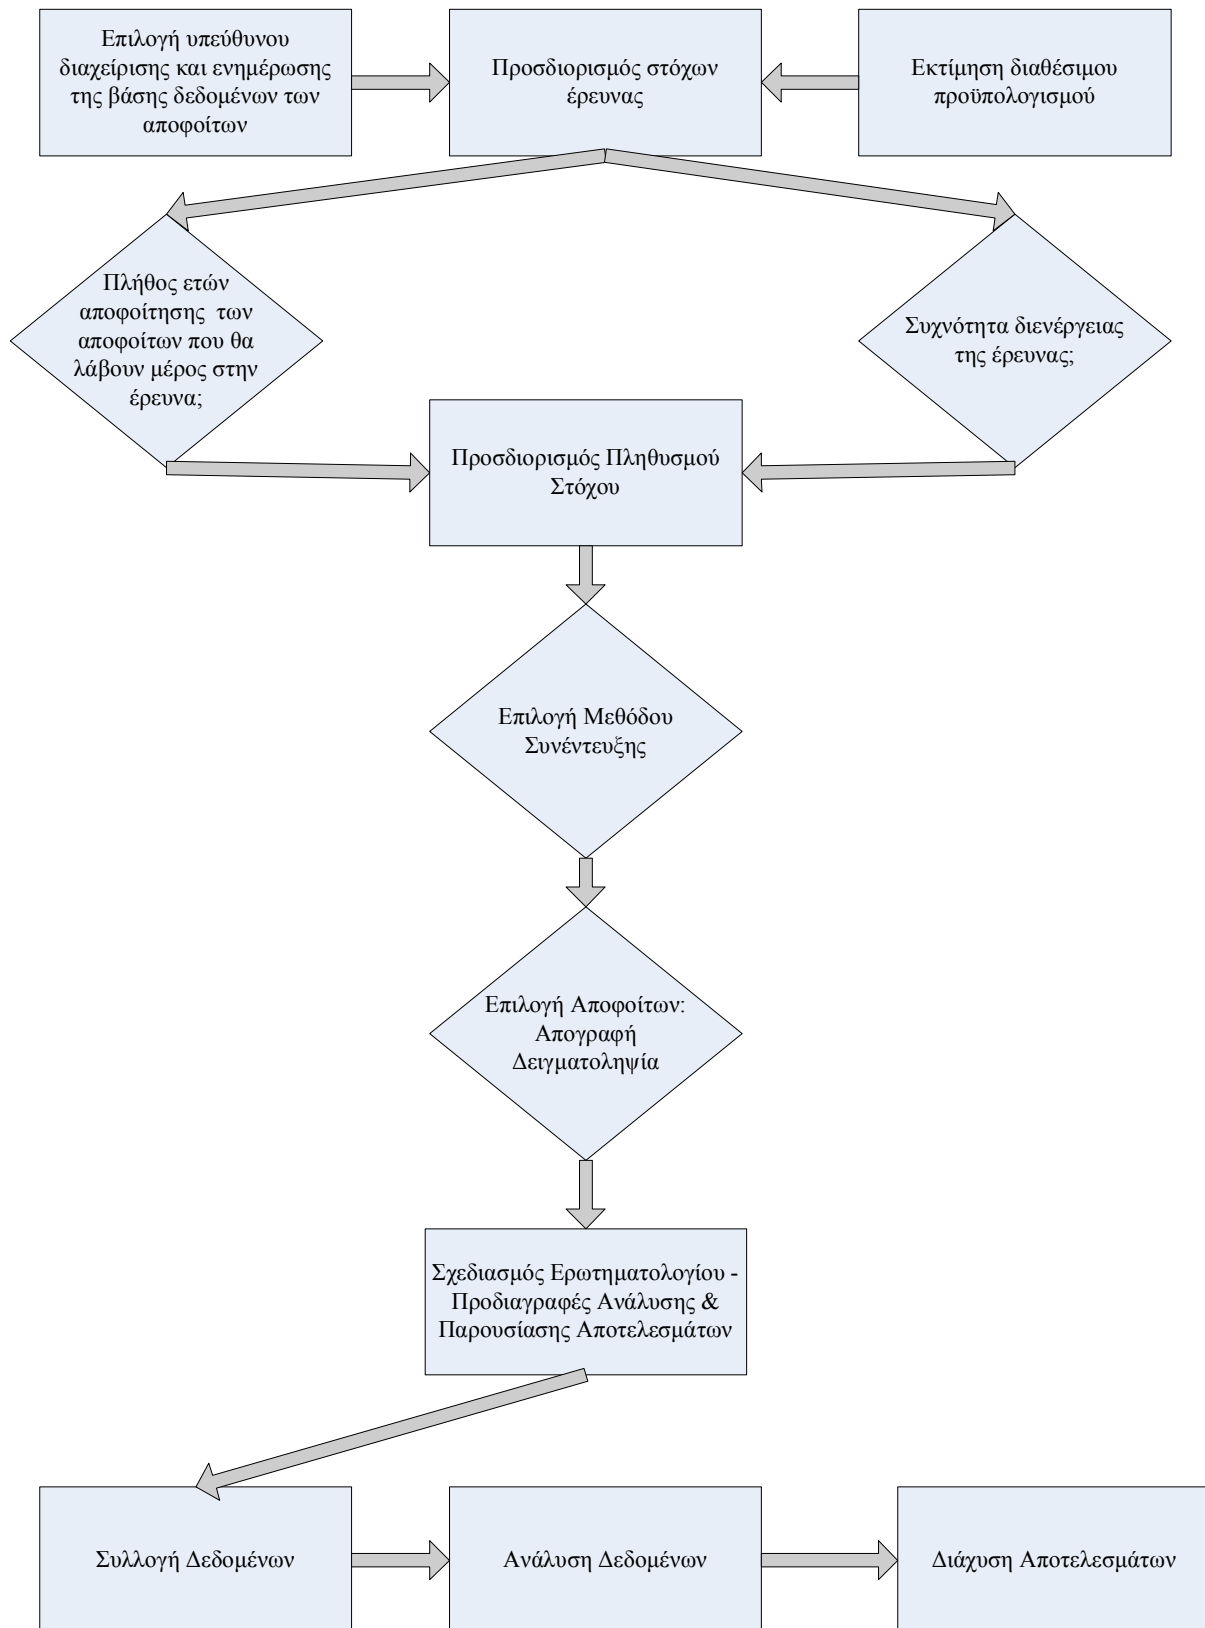 Επιλογή υπεύθυνου
διαχείρισης και ενημέρωσης
της βάσης δεδομένων των
αποφοίτων
Προσδιορισμός στόχων
έρευνας
Εκτίμηση διαθέσιμου
προϋπολογισμού
Πλήθος ετών
αποφοίτησης των
αποφοίτων που θα
λάβουν μέρος στην
έρευνα;
Συχνότητα διενέργειας
της έρευνας;
Προσδιορισμός Πληθυσμού
Στόχου
Επιλογή Μεθόδου
Συνέντευξης
Επιλογή Αποφοίτων:
Απογραφή
Δειγματοληψία
Σχεδιασμός Ερωτηματολογίου -
Προδιαγραφές Ανάλυσης &
Παρουσίασης Αποτελεσμάτων
Συλλογή Δεδομένων
Ανάλυση Δεδομένων
Διάχυση Αποτελεσμάτων